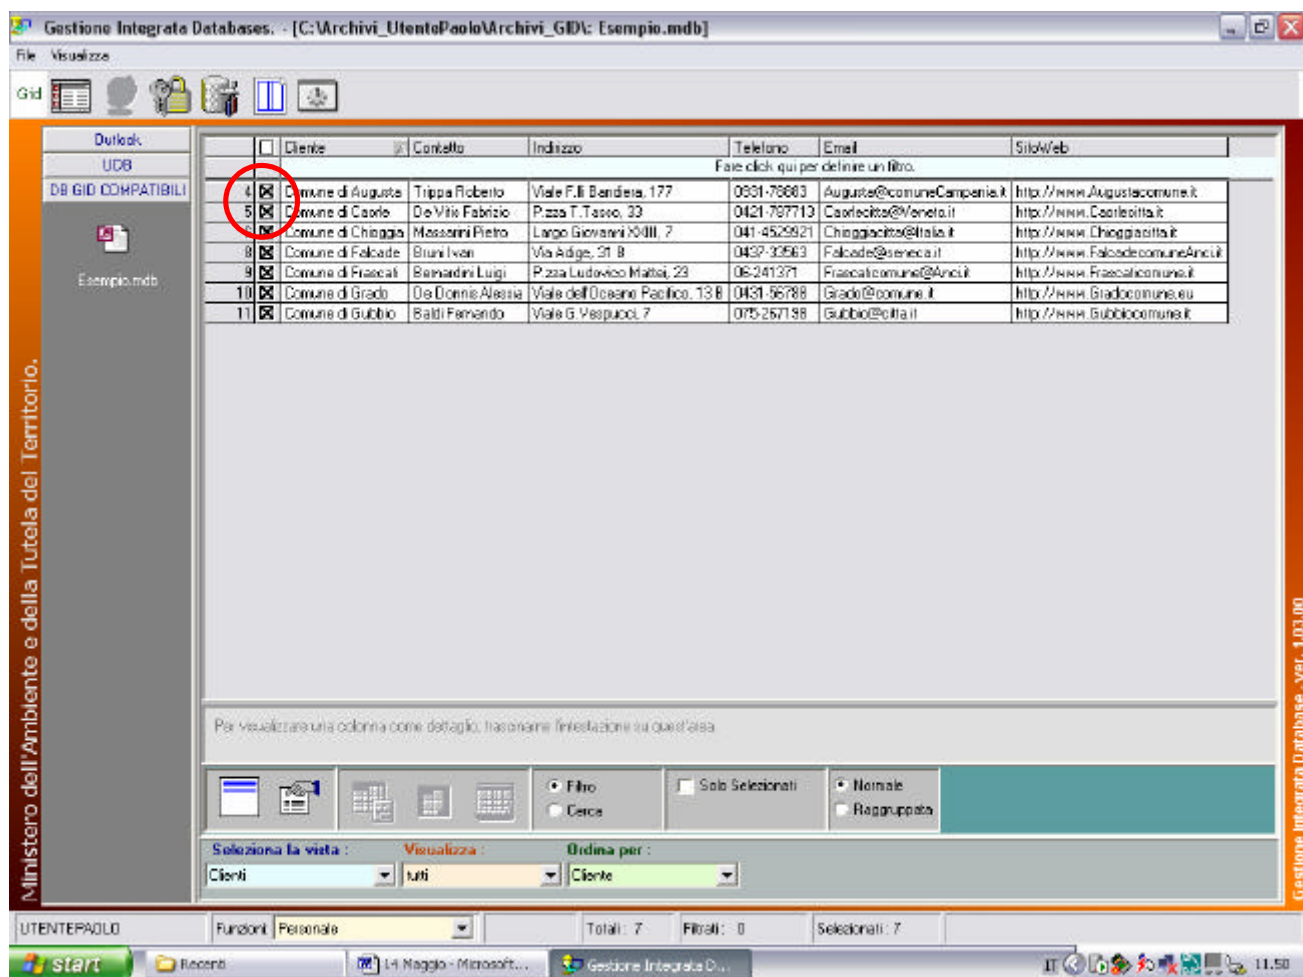 Gestione Integrata Databases. - [C:\Archivi_UtentePaolo\Archivi_GID\: Esempio.mdb]
File Visualizza
Gid
Outlook
UDB
DB GID COMPATIBILI
Esempio.mdb
Cliente Contatto Indirizzo Telefono Email SitoWeb
Fare click qui per definire un filtro.
4 Comune di Augusta Trippa Roberto Viale F.lli Bandiera, 177 0931-78683 Augusta@comuneCampania.it http://www.Augustacomune.it
5 Comune di Caorle De Vitis Fabrizio P.zza T.Tasso, 33 0421-787713 Caorlecitta@Veneto.it http://www.Caorlecitta.it
6 Comune di Chioggia Massarini Pietro Largo Giovanni XXIII, 7 041-4529921 Chioggiacitta@Italia.it http://www.Chioggiacitta.it
8 Comune di Falcade Bruni Ivan Via Adige, 31 B 0437-33563 Falcade@seneca.it http://www.FalcadecomuneAnci.it
9 Comune di Frascati Bernardini Luigi P.zza Ludovico Mattei, 23 06-241371 Frascaticomune@Anci.it http://www.Frascaticomune.it
10 Comune di Grado De Donnis Alessia Viale dell'Oceano Pacifico, 13 B 0431-56788 Grado@comune.it http://www.Gradocomune.eu
11 Comune di Gubbio Baldi Fernando Viale G. Vespucci, 7 075-267198 Gubbio@citta.it http://www.Gubbiocomune.it
Ministero dell'Ambiente e della Tutela del Territorio.
Gestione Integrata Database - ver. 1.03.00
Per visualizzare una colonna come dettaglio, trascinarne l'intestazione su quest'area
Filtro
Cerca
Solo Selezionati
Normale
Raggruppata
Seleziona la vista : Visualizza : Ordina per :
Clienti tutti Cliente
UTENTEPAOLO Funzioni Personale Totali : 7 Filtrati : 0 Selezionati : 7
start Recenti 14 Maggio - Microsoft... Gestione Integrata D... IT 11.50